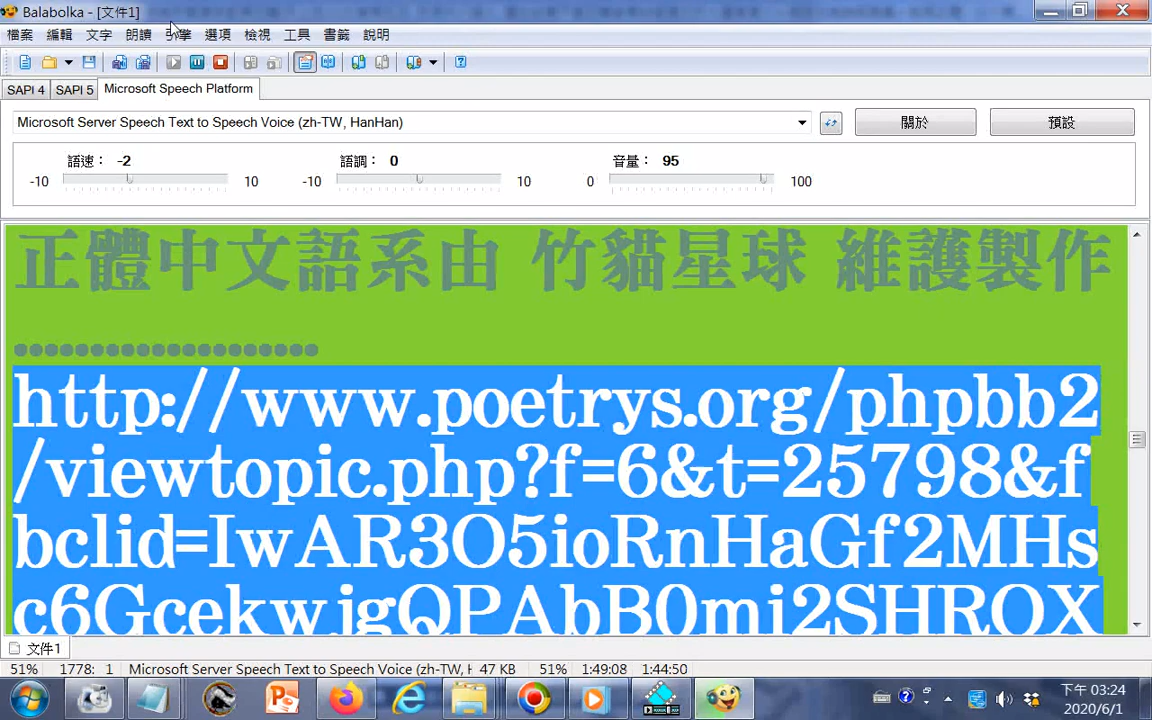 Balabolka - [文件1]
檔案 編輯 文字 朗讀 引擎 選項 檢視 工具 書籤 說明
SAPI 4 SAPI 5 Microsoft Speech Platform
Microsoft Server Speech Text to Speech Voice (zh-TW, HanHan) 關於 預設
語速： -2 語調： 0 音量： 95
-10 10 -10 10 0 100
正體中文語系由 竹貓星球 維護製作
●●●●●●●●●●●●●●●●●●●●
http://www.poetrys.org/phpbb2
/viewtopic.php?f=6&t=25798&f
bclid=IwAR3O5ioRnHaGf2MHs
c6Gcekwjg​QPAbB0mi2SHROX
文件1
51% 1778: 1 Microsoft Server Speech Text to Speech Voice (zh-TW, H 47 KB 51% 1:49:08 1:44:50
下午 03:24
2020/6/1